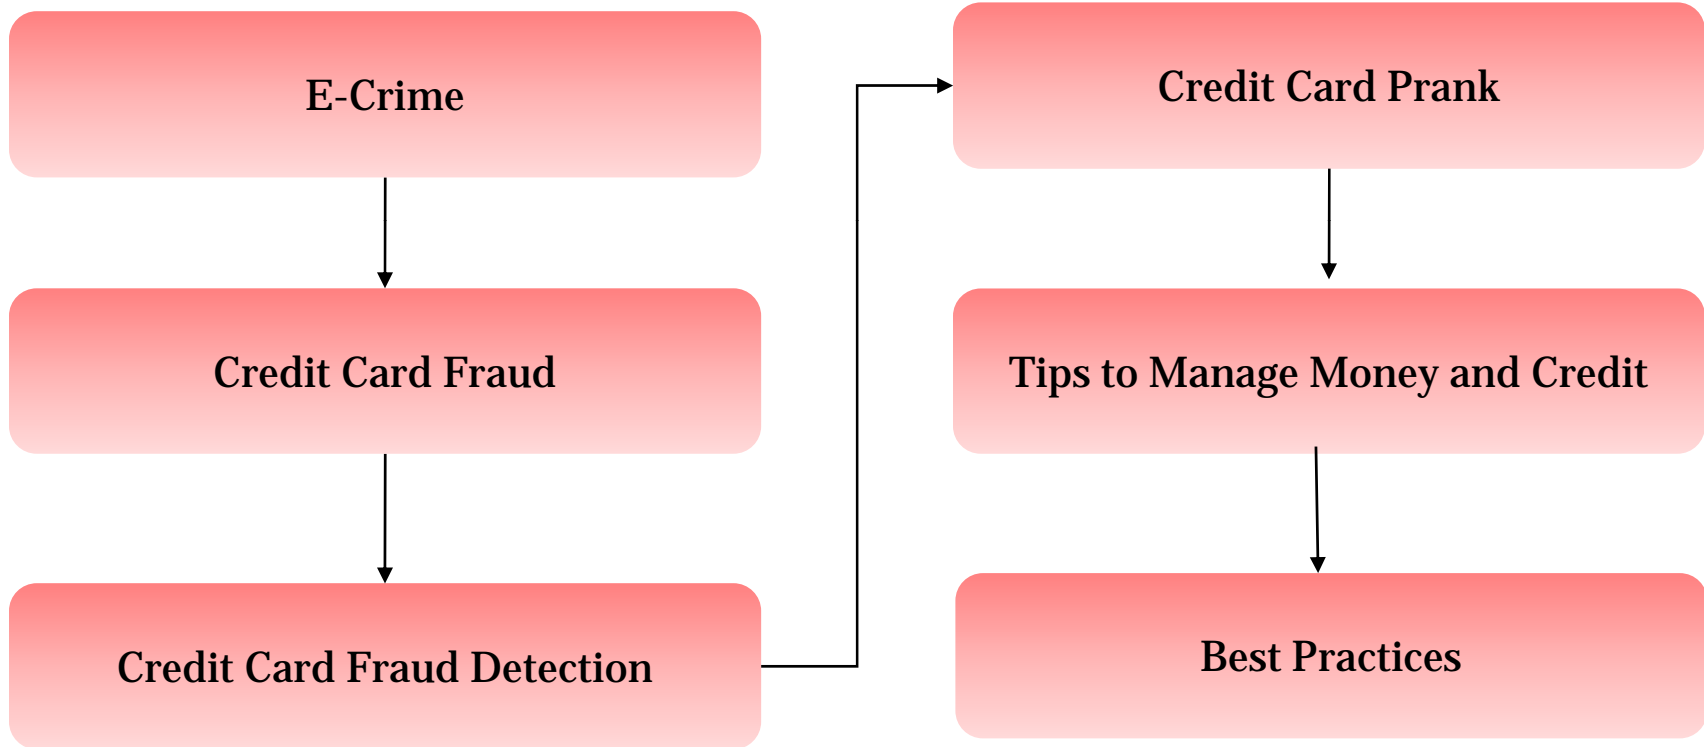 E-Crime
Credit Card Fraud
Credit Card Fraud Detection
Credit Card Prank
Tips to Manage Money and Credit
Best Practices